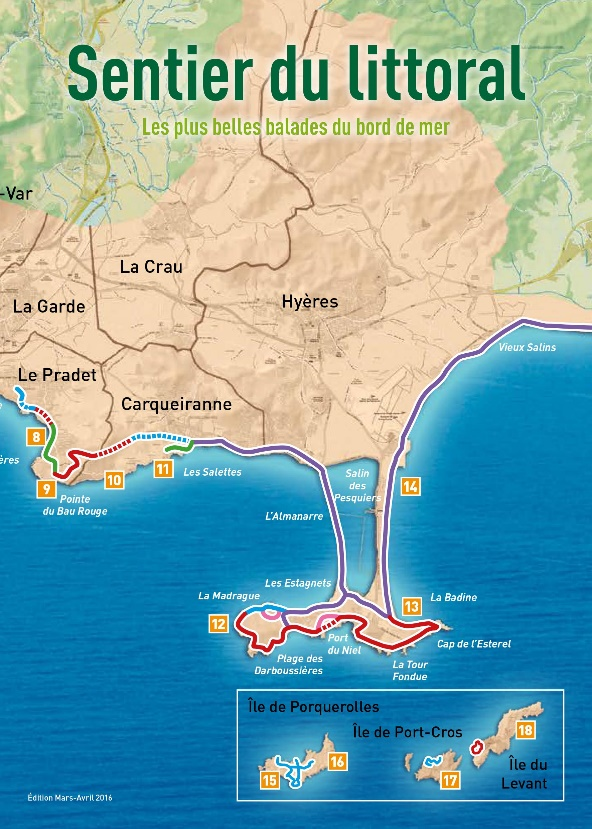 Sentier du littoral
Les plus belles balades du bord de mer
-Var
La Crau
La Garde
Hyères
Vieux Salins
Le Pradet
Carqueiranne
8
ères
9
10
11
Les Salettes
Pointe
du Bau Rouge
Salin
des
Pesquiers
14
L'Almanarre
Les Estagnets
La Madrague
12
13
La Badine
Port
du Niel
Cap de l'Esterel
Plage des
Darboussières
La Tour
Fondue
Île de Porquerolles
Île de Port-Cros
18
15
16
17
Île du
Levant
Édition Mars-Avril 2016